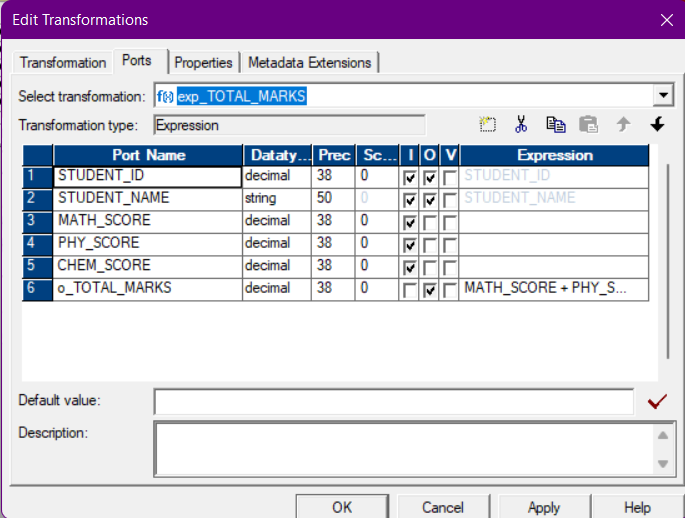 Edit Transformations
Transformation Ports Properties Metadata Extensions
Select transformation: f(x) exp_TOTAL_MARKS
Transformation type: Expression
Port Name Dataty... Prec Sc... I O V Expression
1 STUDENT_ID decimal 38 0 STUDENT_ID
2 STUDENT_NAME string 50 0 STUDENT_NAME
3 MATH_SCORE decimal 38 0
4 PHY_SCORE decimal 38 0
5 CHEM_SCORE decimal 38 0
6 o_TOTAL_MARKS decimal 38 0 MATH_SCORE + PHY_S...
Default value:
Description:
OK Cancel Apply Help